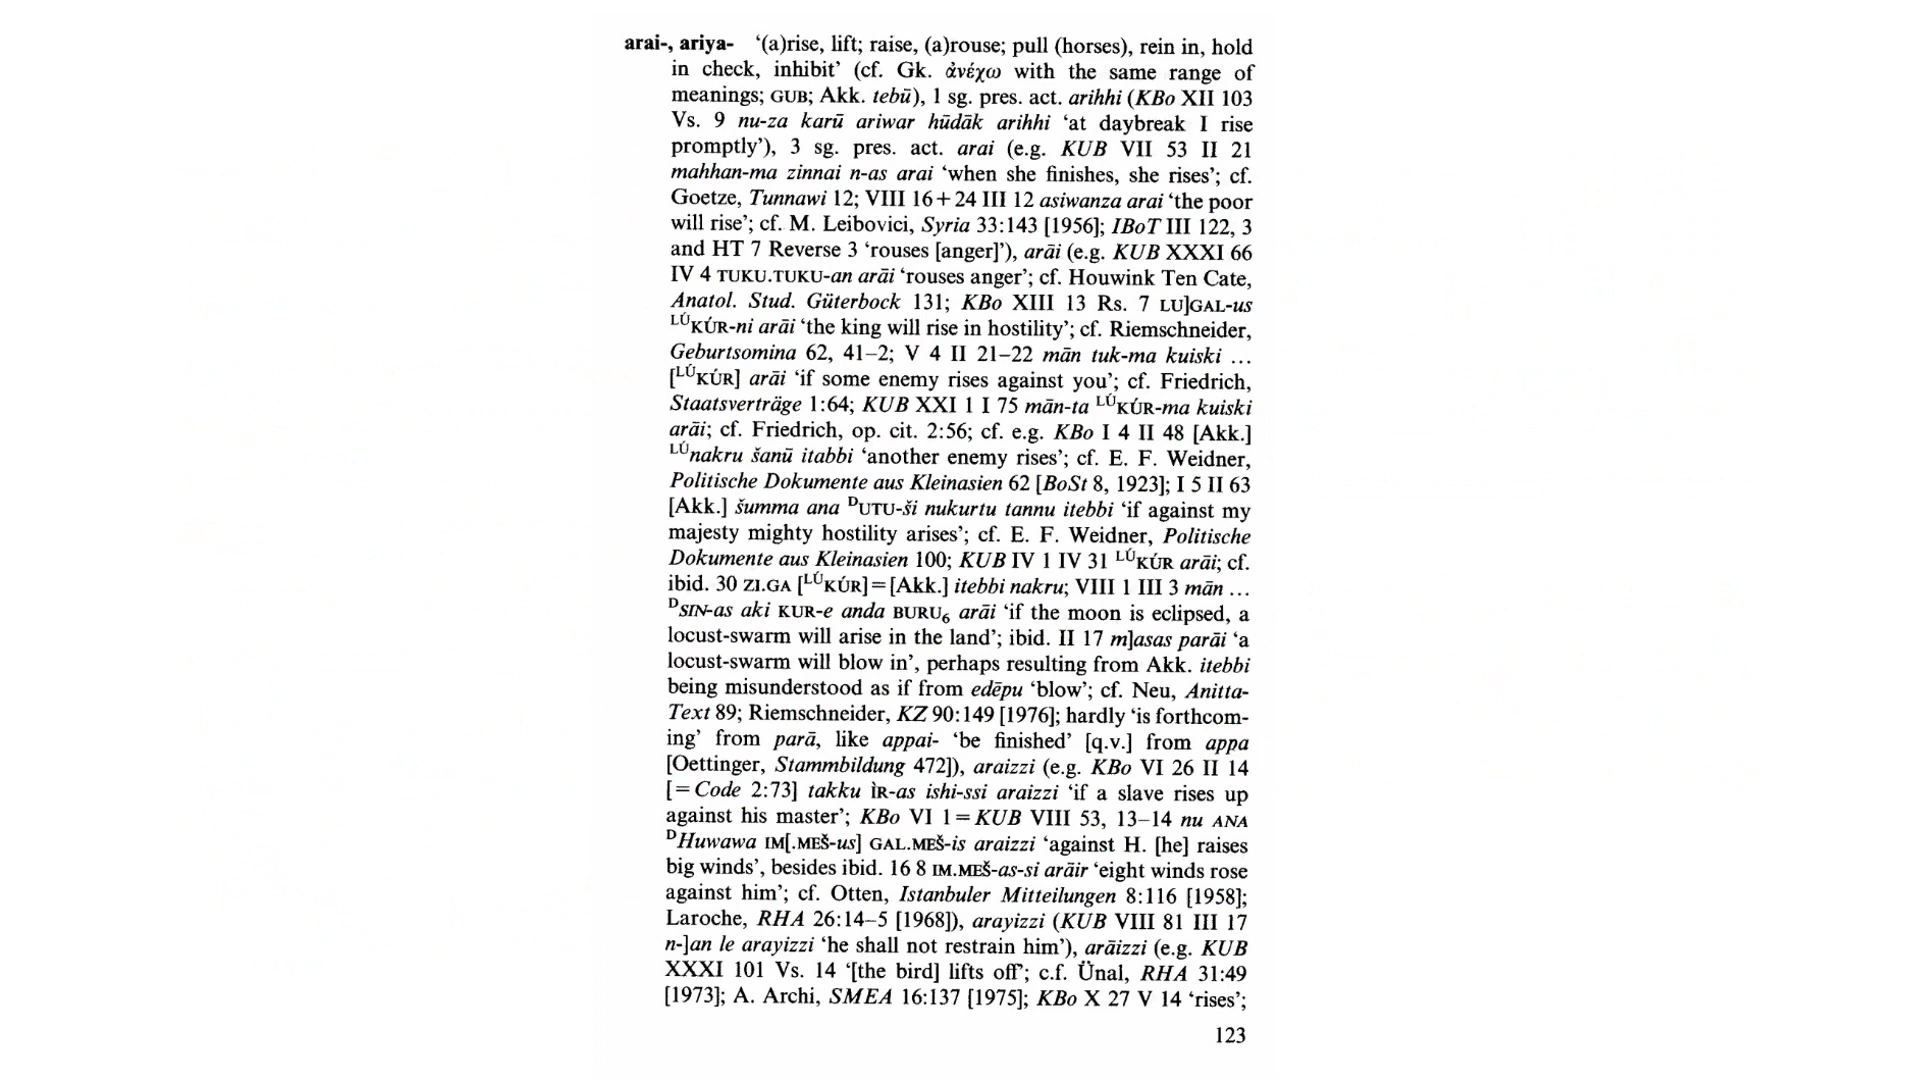 arai-, ariya- ‘(a)rise, lift; raise, (a)rouse; pull (horses), rein in, hold
in check, inhibit’ (cf. Gk. ἀνέχω with the same range of
meanings; GUB; Akk. tebū), 1 sg. pres. act. arihhi (KBo XII 103
Vs. 9 nu-za karū ariwar hūdāk arihhi ‘at daybreak I rise
promptly’), 3 sg. pres. act. arai (e.g. KUB VII 53 II 21
mahhan-ma zinnai n-as arai ‘when she finishes, she rises’; cf.
Goetze, Tunnawi 12; VIII 16+24 III 12 asiwanza arai ‘the poor
will rise’; cf. M. Leibovici, Syria 33:143 [1956]; IBoT III 122, 3
and HT 7 Reverse 3 ‘rouses [anger]’), arāi (e.g. KUB XXXI 66
IV 4 TUKU.TUKU-an arāi ‘rouses anger’; cf. Houwink Ten Cate,
Anatol. Stud. Güterbock 131; KBo XIII 13 Rs. 7 LU]GAL-us
LÚKÚR-ni arāi ‘the king will rise in hostility’; cf. Riemschneider,
Geburtsomina 62, 41–2; V 4 II 21–22 mān tuk-ma kuiski ...
[LÚKÚR] arāi ‘if some enemy rises against you’; cf. Friedrich,
Staatsverträge 1:64; KUB XXI 1 I 75 mān-ta LÚKÚR-ma kuiski
arāi; cf. Friedrich, op. cit. 2:56; cf. e.g. KBo I 4 II 48 [Akk.]
LÚnakru šanū itabbi ‘another enemy rises’; cf. E. F. Weidner,
Politische Dokumente aus Kleinasien 62 [BoSt 8, 1923]; I 5 II 63
[Akk.] šumma ana DUTU-ši nukurtu tannu itebbi ‘if against my
majesty mighty hostility arises’; cf. E. F. Weidner, Politische
Dokumente aus Kleinasien 100; KUB IV 1 IV 31 LÚKÚR arāi; cf.
ibid. 30 ZI.GA [LÚKÚR]=[Akk.] itebbi nakru; VIII 1 III 3 mān ...
DSIN-as aki KUR-e anda BURU₆ arāi ‘if the moon is eclipsed, a
locust-swarm will arise in the land’; ibid. II 17 m]asas parāi ‘a
locust-swarm will blow in’, perhaps resulting from Akk. itebbi
being misunderstood as if from edēpu ‘blow’; cf. Neu, Anitta-
Text 89; Riemschneider, KZ 90:149 [1976]; hardly ‘is forthcom-
ing’ from parā, like appai- ‘be finished’ [q.v.] from appa
[Oettinger, Stammbildung 472]), araizzi (e.g. KBo VI 26 II 14
[=Code 2:73] takku ÌR-as ishi-ssi araizzi ‘if a slave rises up
against his master’; KBo VI 1=KUB VIII 53, 13–14 nu ANA
DHuwawa IM[.MEŠ-us] GAL.MEŠ-is araizzi ‘against H. [he] raises
big winds’, besides ibid. 16 8 IM.MEŠ-as-si arāir ‘eight winds rose
against him’; cf. Otten, Istanbuler Mitteilungen 8:116 [1958];
Laroche, RHA 26:14–5 [1968]), arayizzi (KUB VIII 81 III 17
n-]an le arayizzi ‘he shall not restrain him’), arāizzi (e.g. KUB
XXXI 101 Vs. 14 ‘[the bird] lifts off’; c.f. Ünal, RHA 31:49
[1973]; A. Archi, SMEA 16:137 [1975]; KBo X 27 V 14 ‘rises’;
123